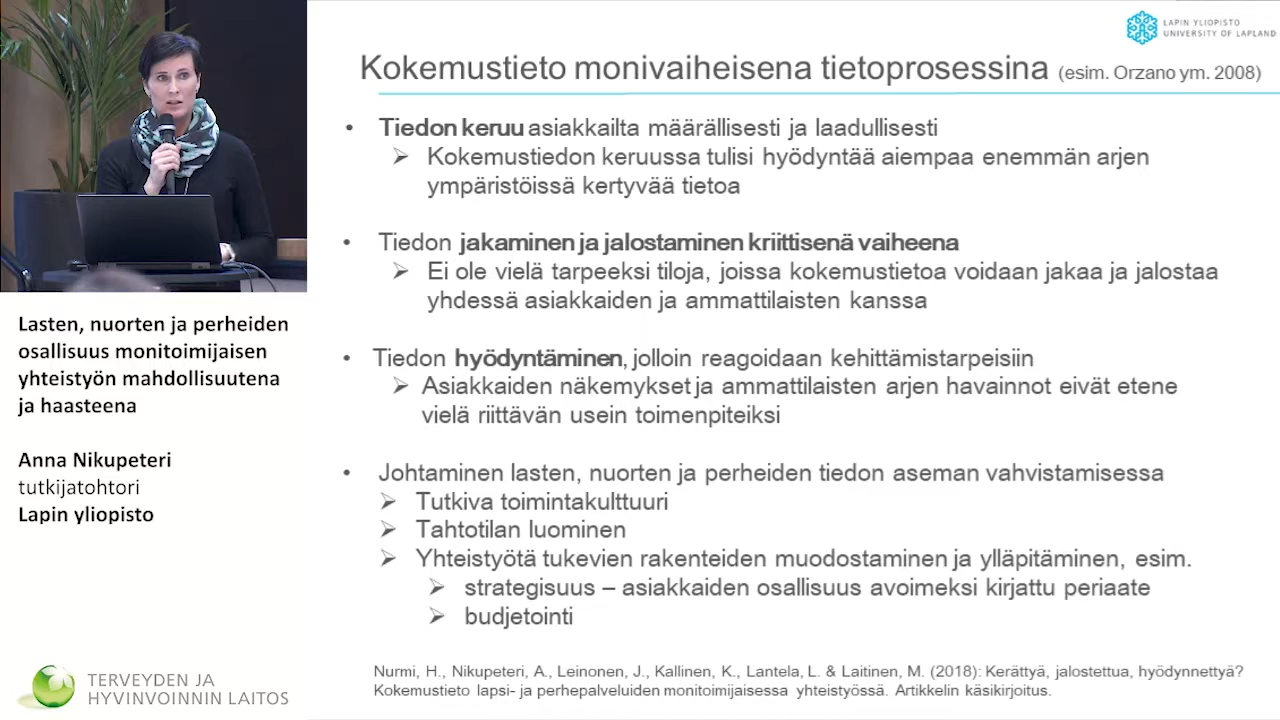 LAPIN YLIOPISTO
UNIVERSITY OF LAPLAND
Kokemustieto monivaiheisena tietoprosessina (esim. Orzano ym. 2008)
• Tiedon keruu asiakkailta määrällisesti ja laadullisesti
➢ Kokemustiedon keruussa tulisi hyödyntää aiempaa enemmän arjen
ympäristöissä kertyvää tietoa
• Tiedon jakaminen ja jalostaminen kriittisenä vaiheena
➢ Ei ole vielä tarpeeksi tiloja, joissa kokemustietoa voidaan jakaa ja jalostaa
yhdessä asiakkaiden ja ammattilaisten kanssa
• Tiedon hyödyntäminen, jolloin reagoidaan kehittämistarpeisiin
➢ Asiakkaiden näkemykset ja ammattilaisten arjen havainnot eivät etene
vielä riittävän usein toimenpiteiksi
• Johtaminen lasten, nuorten ja perheiden tiedon aseman vahvistamisessa
➢ Tutkiva toimintakulttuuri
➢ Tahtotilan luominen
➢ Yhteistyötä tukevien rakenteiden muodostaminen ja ylläpitäminen, esim.
➢ strategisuus – asiakkaiden osallisuus avoimeksi kirjattu periaate
➢ budjetointi
Nurmi, H., Nikupeteri, A., Leinonen, J., Kallinen, K., Lantela, L. & Laitinen, M. (2018): Kerättyä, jalostettua, hyödynnettyä?
Kokemustieto lapsi- ja perhepalveluiden monitoimijaisessa yhteistyössä. Artikkelin käsikirjoitus.
Lasten, nuorten ja perheiden
osallisuus monitoimijaisen
yhteistyön mahdollisuutena
ja haasteena
Anna Nikupeteri
tutkijatohtori
Lapin yliopisto
TERVEYDEN JA
HYVINVOINNIN LAITOS